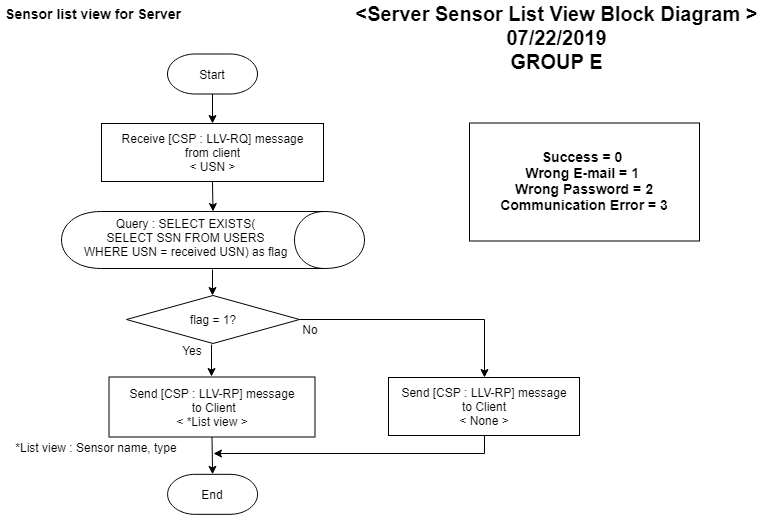 Sensor list view for Server
<Server Sensor List View Block Diagram >
07/22/2019
GROUP E
Start
Receive [CSP : LLV-RQ] message
from client
< USN >
Success = 0
Wrong E-mail = 1
Wrong Password = 2
Communication Error = 3
Query : SELECT EXISTS(
SELECT SSN FROM USERS
WHERE USN = received USN) as flag
flag = 1?
No
Yes
Send [CSP : LLV-RP] message
to Client
< *List view >
Send [CSP : LLV-RP] message
to Client
< None >
*List view : Sensor name, type
End